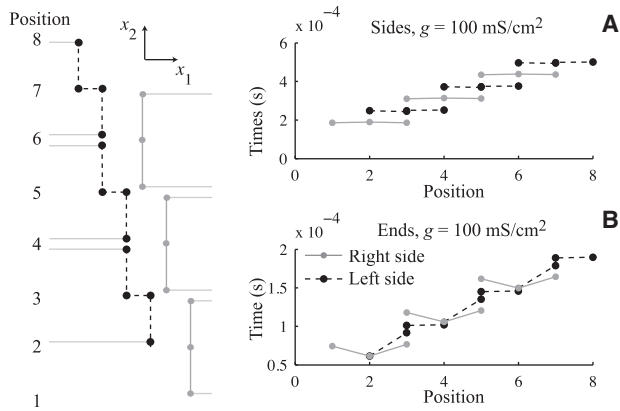 Position
8
7
6
5
4
3
2
1
x2
x1
A
x 10−4
Sides, g = 100 mS/cm2
6
4
2
0
Times (s)
0 2 4 6 8
Position
B
x 10−4
Ends, g = 100 mS/cm2
2
1.5
1
0.5
Time (s)
Right side
Left side
0 2 4 6 8
Position